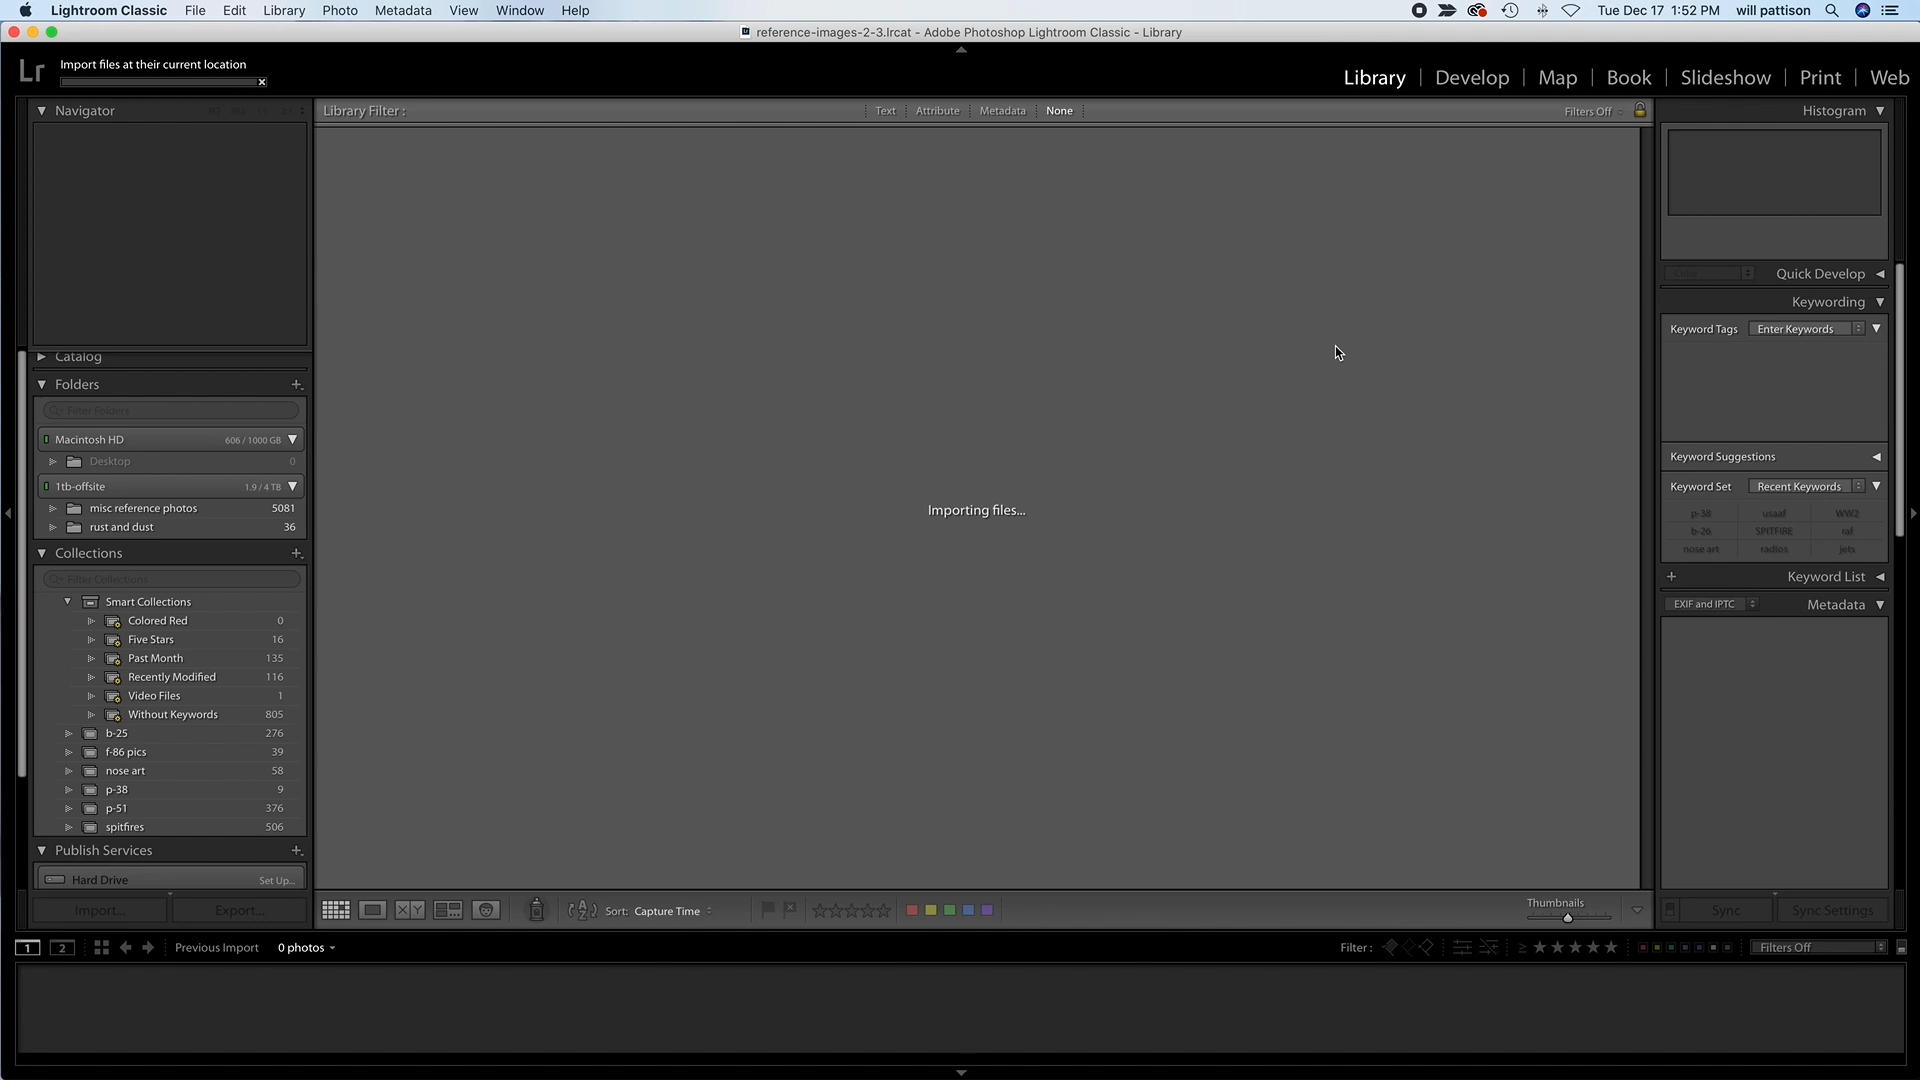 Lightroom Classic File Edit Library Photo Metadata View Window Help Tue Dec 17 1:52 PM will pattison
reference-images-2-3.lrcat - Adobe Photoshop Lightroom Classic - Library
Lr
Import files at their current location
Library | Develop | Map | Book | Slideshow | Print | Web
Navigator
Library Filter :
Text Attribute Metadata None
Filters Off
Histogram
Quick Develop
Keywording
Keyword Tags Enter Keywords
Keyword Suggestions
Keyword Set Recent Keywords
p-38 usaaf WW2
b-26 SPITFIRE raf
nose art radios jets
Keyword List
EXIF and IPTC Metadata
Catalog
Folders
Filter Folders
Macintosh HD 606 / 1000 GB
Desktop 0
1tb-offsite 1.9 / 4 TB
misc reference photos 5081
rust and dust 36
Collections
Filter Collections
Smart Collections
Colored Red 0
Five Stars 16
Past Month 135
Recently Modified 116
Video Files 1
Without Keywords 805
b-25 276
f-86 pics 39
nose art 58
p-38 9
p-51 376
spitfires 506
Publish Services
Hard Drive Set Up...
Import... Export...
Importing files...
X Y
Sort: Capture Time
Thumbnails
Sync Sync Settings
1 2 Previous Import 0 photos
Filter : ≥ Filters Off